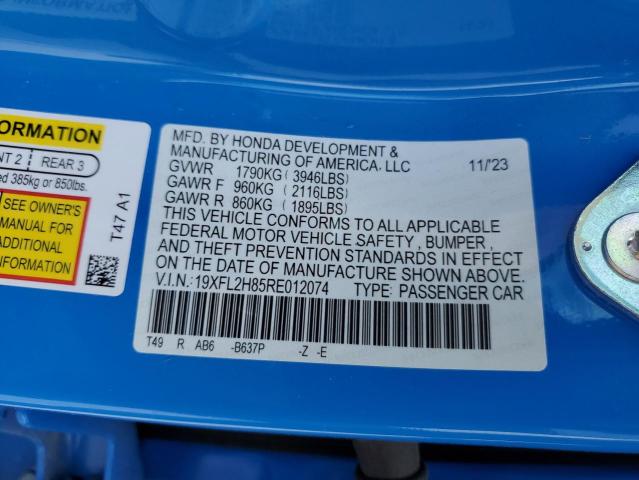 ORMATION
NT 2 REAR 3
ed 385kg or 850lbs.
SEE OWNER'S
MANUAL FOR
ADDITIONAL
INFORMATION
T47 A1
MFD. BY HONDA DEVELOPMENT &
MANUFACTURING OF AMERICA. LLC 11/'23
GVWR 1790KG (3946LBS)
GAWR F 960KG (2116LBS)
GAWR R 860KG (1895LBS)
THIS VEHICLE CONFORMS TO ALL APPLICABLE
FEDERAL MOTOR VEHICLE SAFETY , BUMPER ,
AND THEFT PREVENTION STANDARDS IN EFFECT
ON THE DATE OF MANUFACTURE SHOWN ABOVE.
V.I.N.:19XFL2H85RE012074 TYPE: PASSENGER CAR
T49 R AB6 -B637P -Z -E